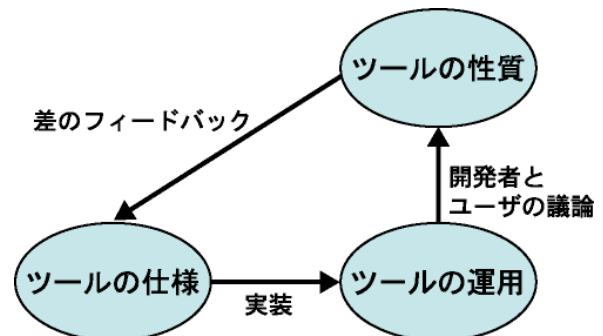 ツールの性質
差のフィードバック
開発者と
ユーザの議論
ツールの仕様
実装
ツールの運用